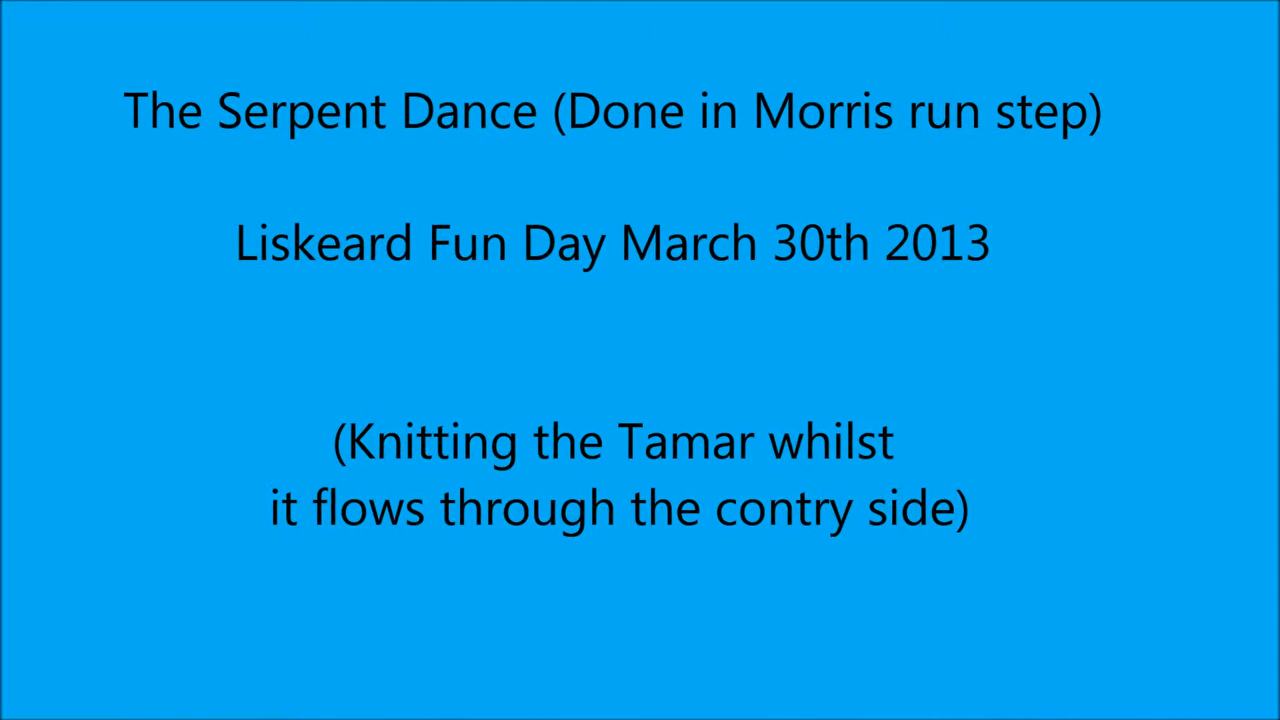 The Serpent Dance (Done in Morris run step)
Liskeard Fun Day March 30th 2013
(Knitting the Tamar whilst
it flows through the contry side)